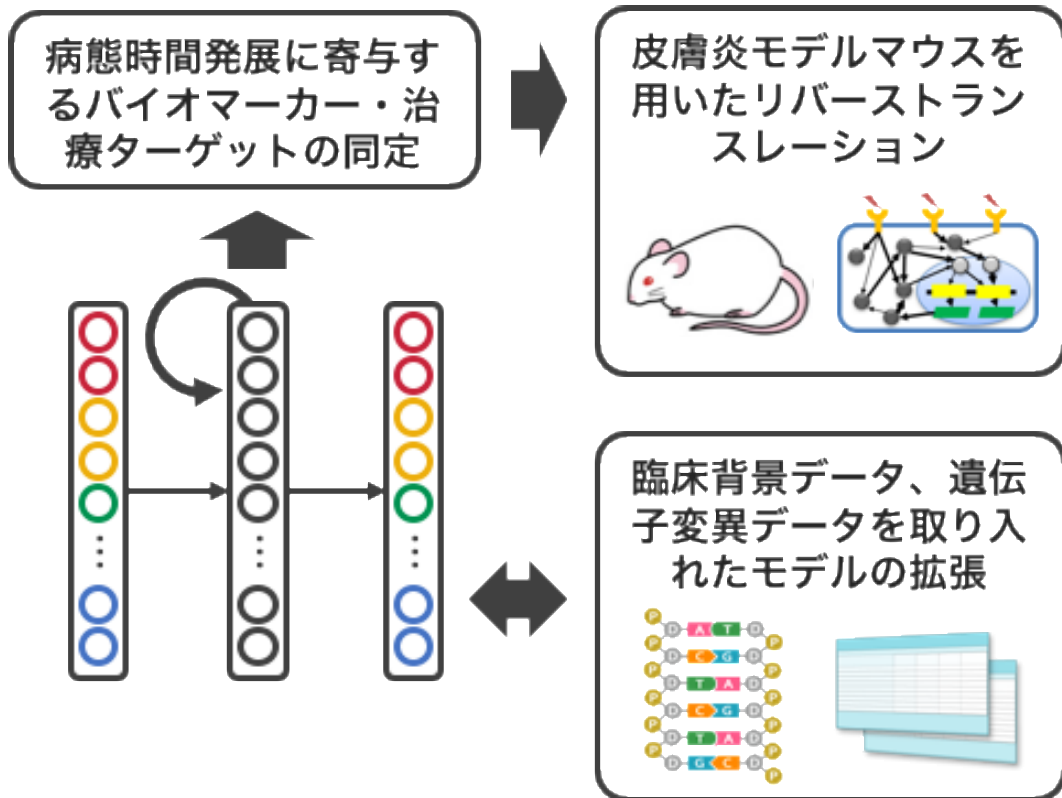 病態時間発展に寄与す
るバイオマーカー・治
療ターゲットの同定
皮膚炎モデルマウスを
用いたリバーストラン
スレーション
臨床背景データ、遺伝
子変異データを取り入
れたモデルの拡張
P
D A T D
P
P
D C G D
P
P
D T A D
P
P
D C G D
P
P
D T A D
P
P
D G C D
P